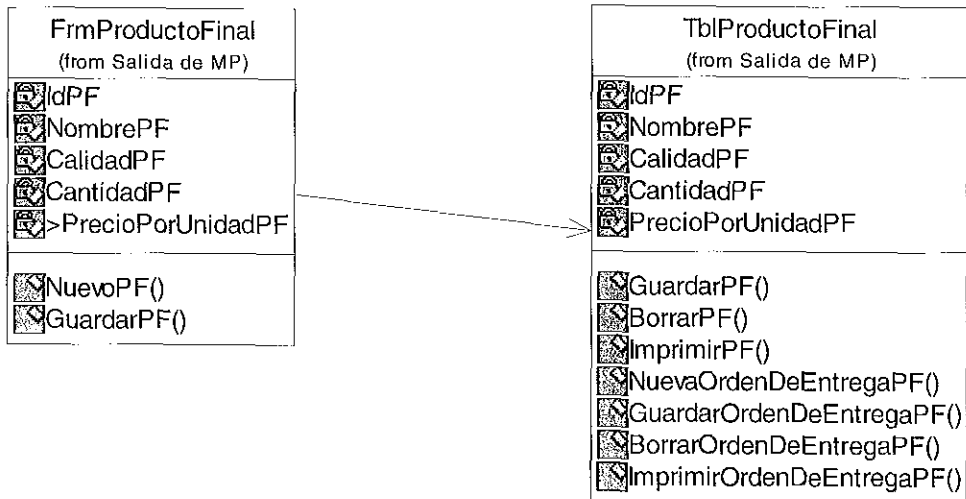 FrmProductoFinal
(from Salida de MP)
IdPF
NombrePF
CalidadPF
CantidadPF
>PrecioPorUnidadPF
NuevoPF()
GuardarPF()
TblProductoFinal
(from Salida de MP)
IdPF
NombrePF
CalidadPF
CantidadPF
PrecioPorUnidadPF
GuardarPF()
BorrarPF()
ImprimirPF()
NuevaOrdenDeEntregaPF()
GuardarOrdenDeEntregaPF()
BorrarOrdenDeEntregaPF()
ImprimirOrdenDeEntregaPF()